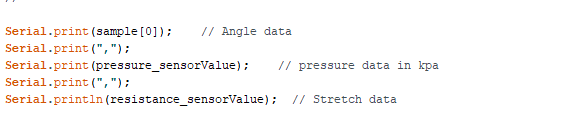 Serial.print(sample[0]);    // Angle data
Serial.print(",");
Serial.print(pressure_sensorValue);    // pressure data in kpa
Serial.print(",");
Serial.println(resistance_sensorValue);  // Stretch data